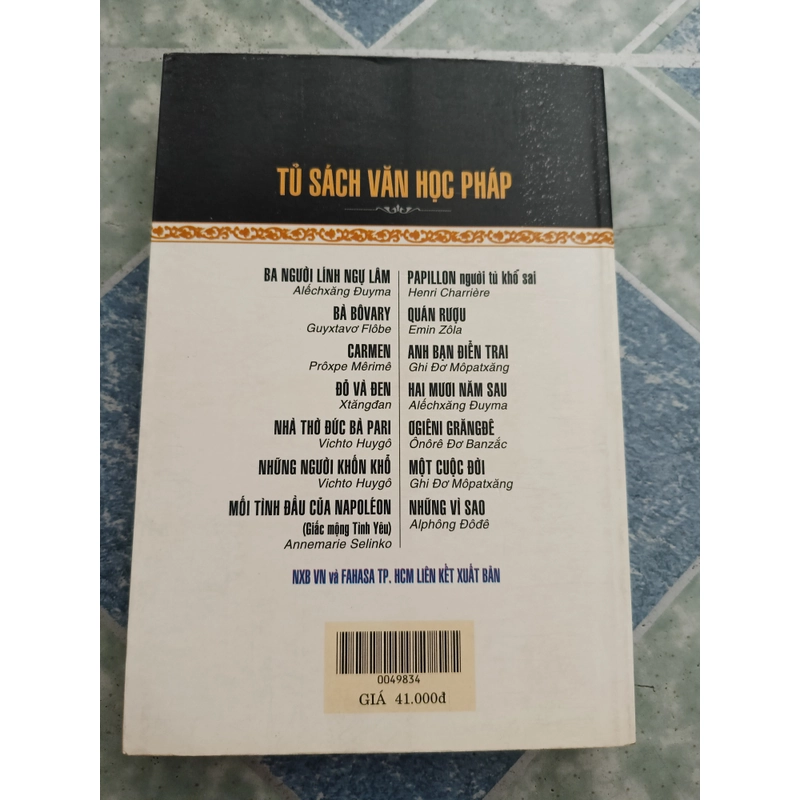 TỦ SÁCH VĂN HỌC PHÁP
BA NGƯỜI LÍNH NGỰ LÂM
Alếchxăng Đuyma
BÀ BÔVARY
Guyxtavơ Flôbe
CARMEN
Prôxpe Mêrimê
ĐỎ VÀ ĐEN
Xtăngđan
NHÀ THỜ ĐỨC BÀ PARI
Vichto Huygô
NHỮNG NGƯỜI KHỐN KHỔ
Vichto Huygô
MỐI TÌNH ĐẦU CỦA NAPOLÉON
(Giấc mộng Tình Yêu)
Annemarie Selinko
PAPILLON người tù khổ sai
Henri Charrière
QUÁN RƯỢU
Emin Zôla
ANH BẠN ĐIỂN TRAI
Ghi Đơ Môpatxăng
HAI MƯƠI NĂM SAU
Alếchxăng Đuyma
ƠGIÊNI GRĂNGĐÊ
Ônôrê Đơ Banzắc
MỘT CUỘC ĐỜI
Ghi Đơ Môpatxăng
NHỮNG VÌ SAO
Alphông Đôđê
NXB VN và FAHASA TP. HCM LIÊN KẾT XUẤT BẢN
0049834
GIÁ 41.000đ